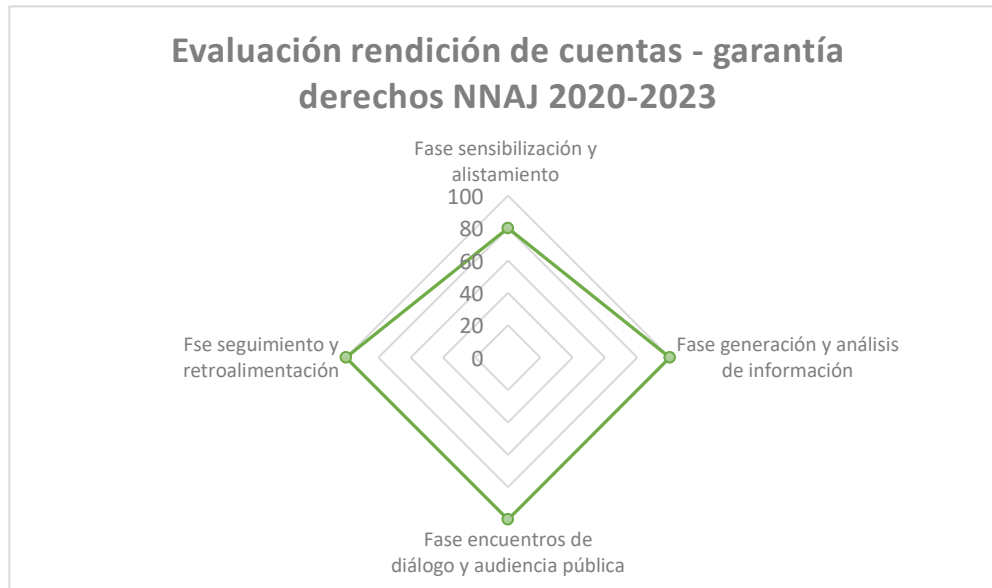 Evaluación rendición de cuentas - garantía
derechos NNAJ 2020-2023
Fase sensibilización y
alistamiento
100
80
60
40
20
0
Fse seguimiento y
retroalimentación
Fase generación y análisis
de información
Fase encuentros de
diálogo y audiencia pública